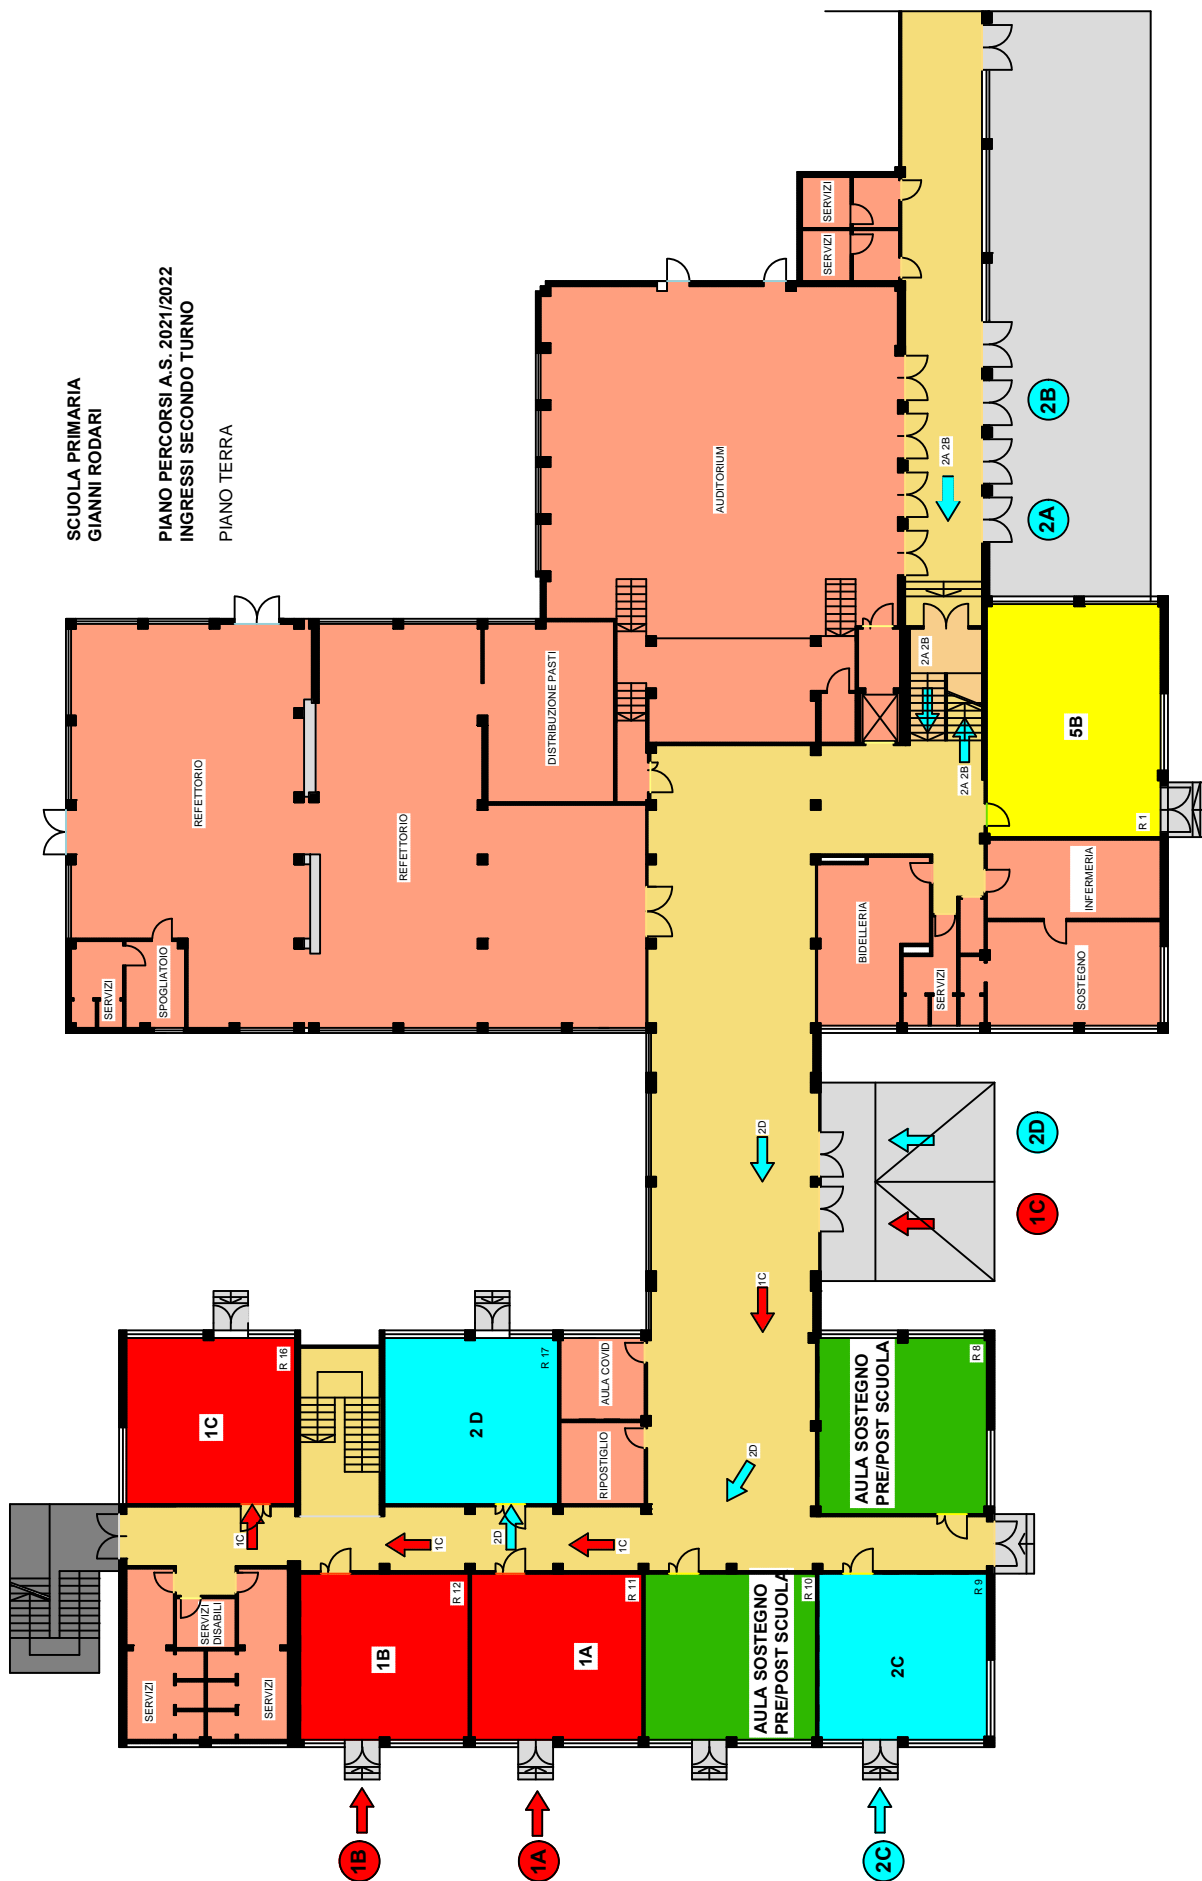 SCUOLA PRIMARIA
GIANNI RODARI
PIANO PERCORSI A.S. 2021/2022
INGRESSI SECONDO TURNO
PIANO TERRA
SERVIZI
SERVIZI
AUDITORIUM
2B
2A
2A 2B
2A 2B
2A 2B
REFETTORIO
REFETTORIO
DISTRIBUZIONE PASTI
5B
R 1
SERVIZI
SPOGLIATOIO
BIDELLERIA
SERVIZI
INFERMERIA
SOSTEGNO
2D
1C
2D
1C
2D
1C
R 16
2 D
R 17
AULA COVID
RIPOSTIGLIO
AULA SOSTEGNO
PRE/POST SCUOLA
R 8
1C
1C
2D
1C
SERVIZI
SERVIZI
DISABILI
SERVIZI
1B
R 12
1A
R 11
AULA SOSTEGNO
PRE/POST SCUOLA
R 10
2C
R 9
1B
1A
2C